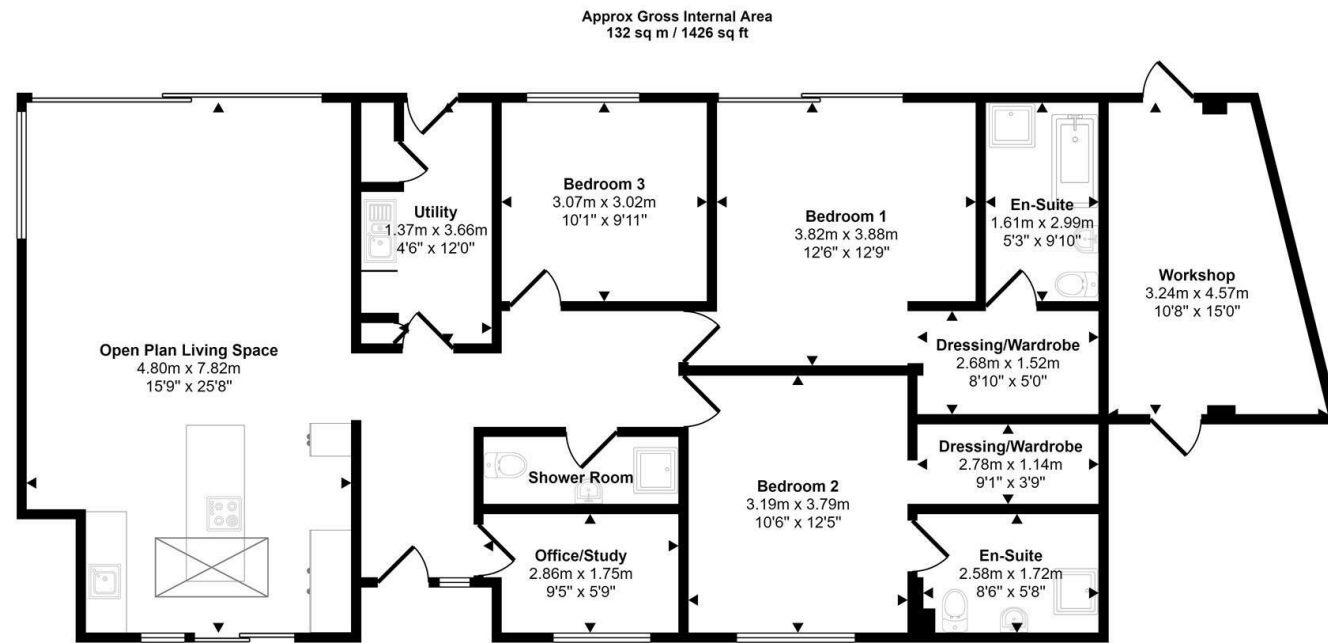 Approx Gross Internal Area
132 sq m / 1426 sq ft
Bedroom 3
3.07m x 3.02m
10'1" x 9'11"
Utility
1.37m x 3.66m
4'6" x 12'0"
Bedroom 1
3.82m x 3.88m
12'6" x 12'9"
En-Suite
1.61m x 2.99m
5'3" x 9'10"
Workshop
3.24m x 4.57m
10'8" x 15'0"
Open Plan Living Space
4.80m x 7.82m
15'9" x 25'8"
Dressing/Wardrobe
2.68m x 1.52m
8'10" x 5'0"
Dressing/Wardrobe
2.78m x 1.14m
9'1" x 3'9"
Shower Room
Bedroom 2
3.19m x 3.79m
10'6" x 12'5"
Office/Study
2.86m x 1.75m
9'5" x 5'9"
En-Suite
2.58m x 1.72m
8'6" x 5'8"